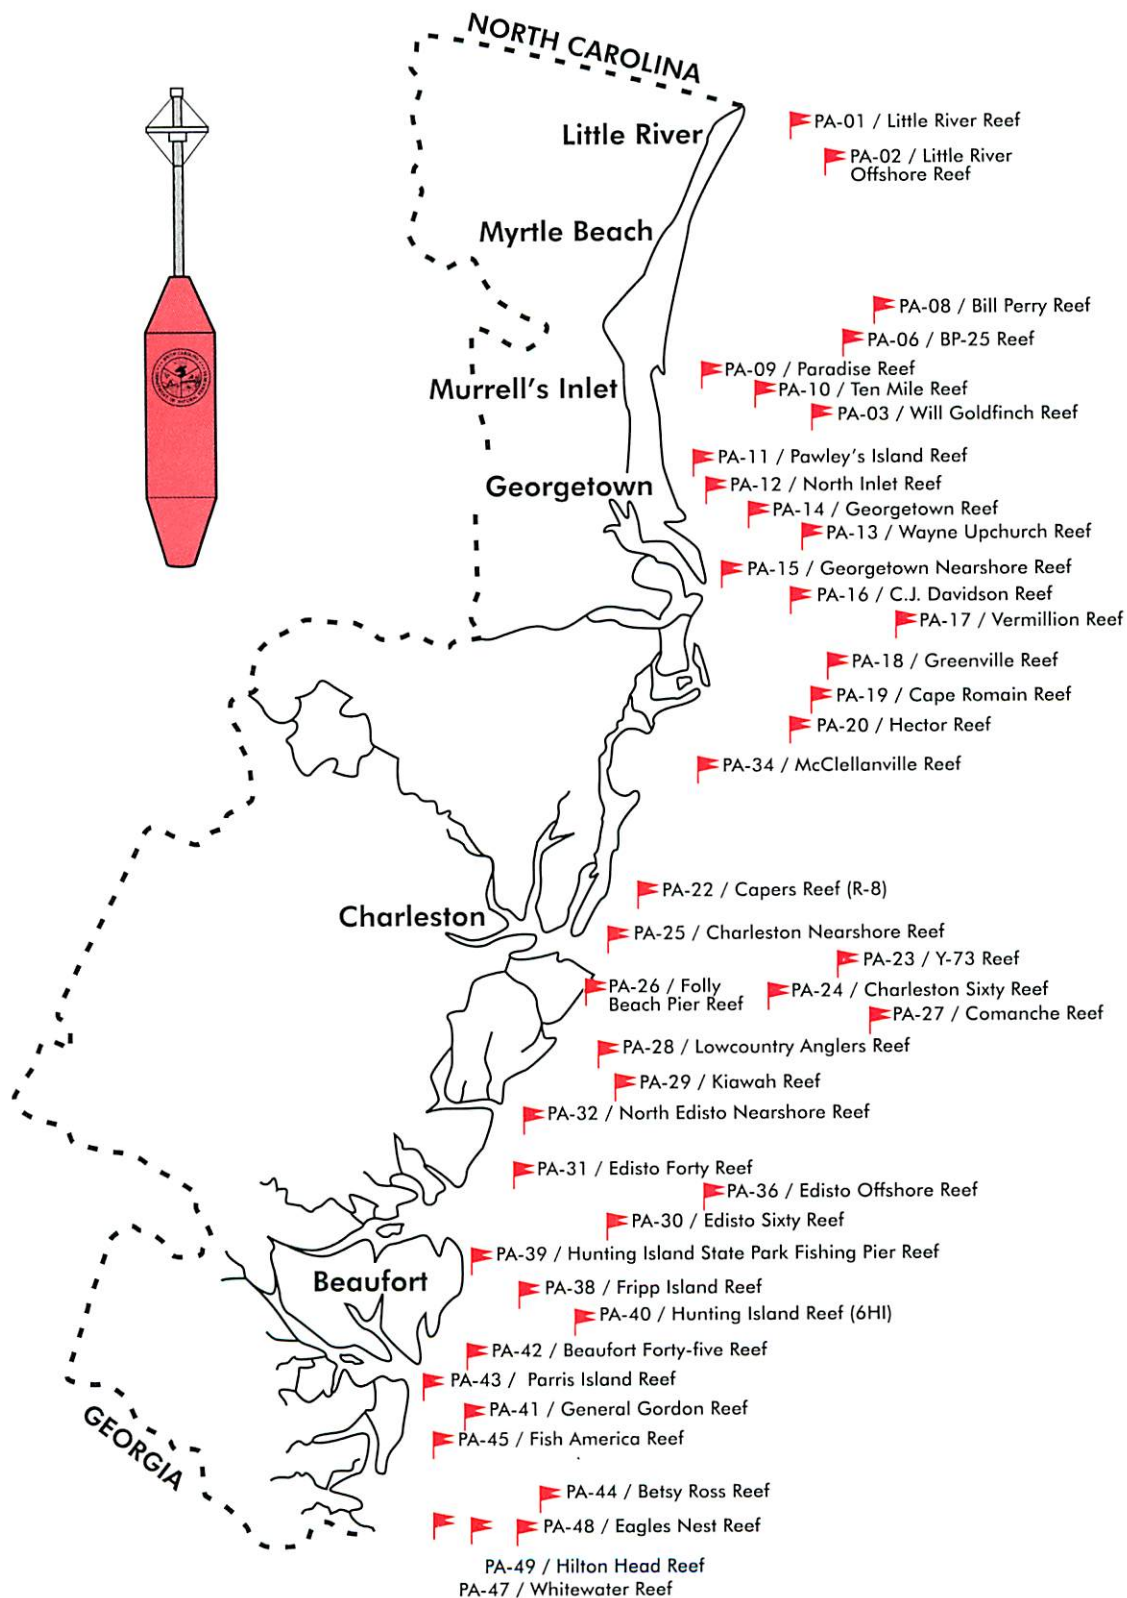 NORTH CAROLINA
Little River
PA-01 / Little River Reef
PA-02 / Little River
Offshore Reef
Myrtle Beach
PA-08 / Bill Perry Reef
PA-06 / BP-25 Reef
PA-09 / Paradise Reef
Murrell's Inlet
PA-10 / Ten Mile Reef
PA-03 / Will Goldfinch Reef
PA-11 / Pawley's Island Reef
Georgetown
PA-12 / North Inlet Reef
PA-14 / Georgetown Reef
PA-13 / Wayne Upchurch Reef
PA-15 / Georgetown Nearshore Reef
PA-16 / C.J. Davidson Reef
PA-17 / Vermillion Reef
PA-18 / Greenville Reef
PA-19 / Cape Romain Reef
PA-20 / Hector Reef
PA-34 / McClellanville Reef
PA-22 / Capers Reef (R-8)
Charleston
PA-25 / Charleston Nearshore Reef
PA-23 / Y-73 Reef
PA-26 / Folly
Beach Pier Reef
PA-24 / Charleston Sixty Reef
PA-27 / Comanche Reef
PA-28 / Lowcountry Anglers Reef
PA-29 / Kiawah Reef
PA-32 / North Edisto Nearshore Reef
PA-31 / Edisto Forty Reef
PA-36 / Edisto Offshore Reef
PA-30 / Edisto Sixty Reef
PA-39 / Hunting Island State Park Fishing Pier Reef
Beaufort
PA-38 / Fripp Island Reef
PA-40 / Hunting Island Reef (6HI)
PA-42 / Beaufort Forty-five Reef
PA-43 / Parris Island Reef
PA-41 / General Gordon Reef
GEORGIA
PA-45 / Fish America Reef
PA-44 / Betsy Ross Reef
PA-48 / Eagles Nest Reef
PA-49 / Hilton Head Reef
PA-47 / Whitewater Reef